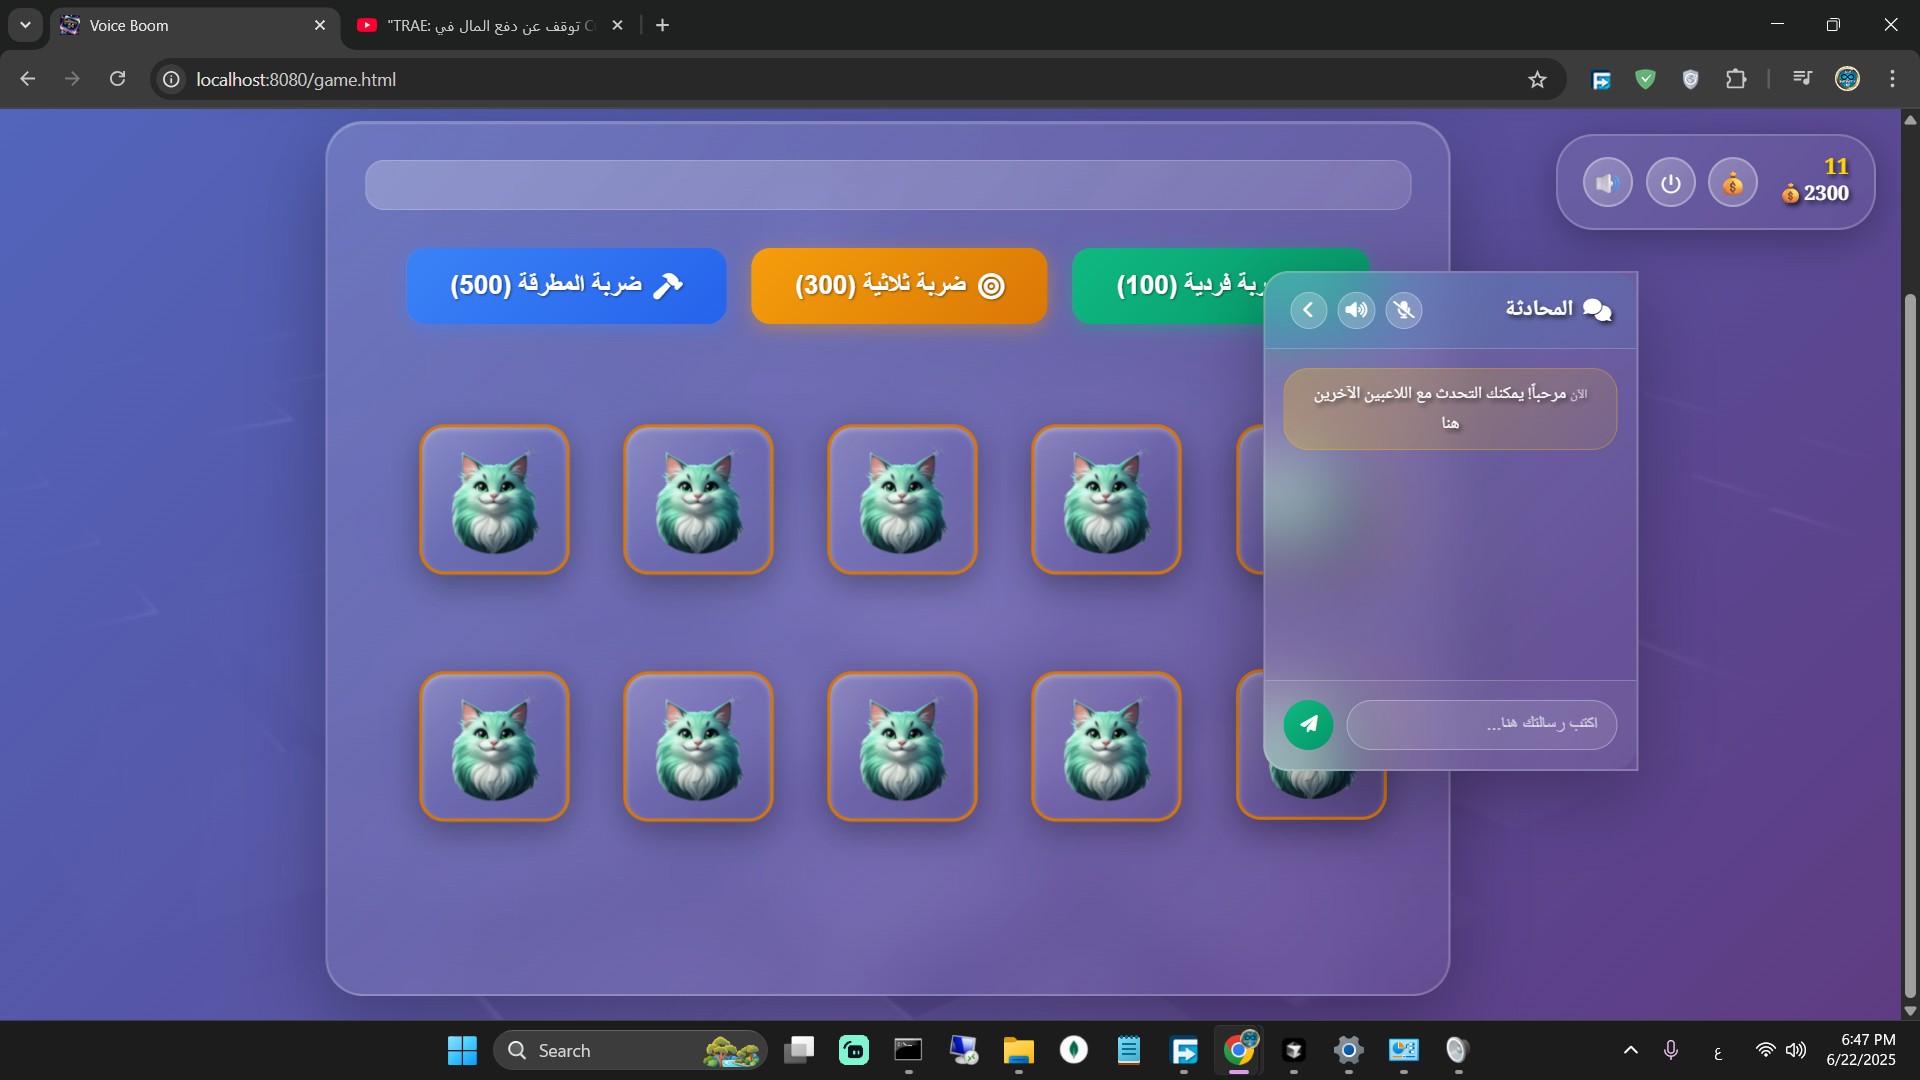 Voice Boom
"TRAE: توقف عن دفع المال في
localhost:8080/game.html
11
2300
ضربة المطرقة (500)
ضربة ثلاثية (300)
ربة فردية (100)
المحادثة
الآن مرحباً! يمكنك التحدث مع اللاعبين الآخرين
هنا
اكتب رسالتك هنا...
Search
ع
6:47 PM
6/22/2025